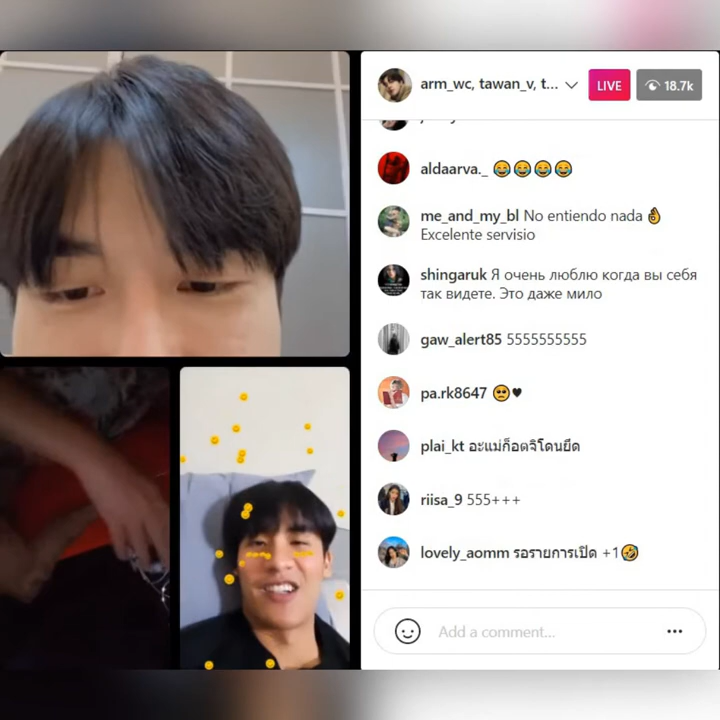 arm_wc, tawan_v, t...
LIVE
18.7k
aldaarva._ 😂😂😂😂
me_and_my_bl No entiendo nada 👌
Excelente servisio
shingaruk Я очень люблю когда вы себя
так видете. Это даже мило
gaw_alert85 5555555555
pa.rk8647 🥺♥
plai_kt อะแม่ก็อตจิโดนยึด
riisa_9 555+++
lovely_aomm รอรายการเปิด +1🤣
Add a comment...